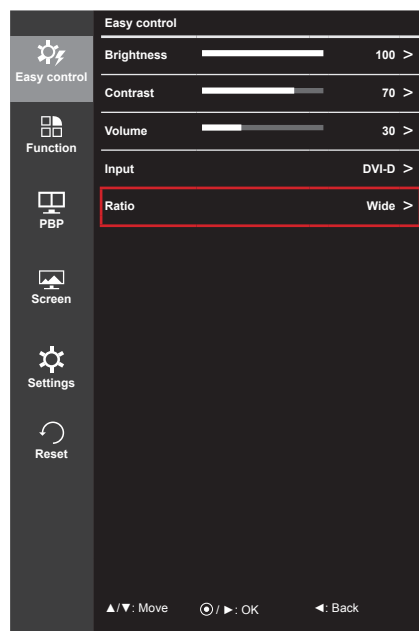 Easy control
Easy control
Function
PBP
Screen
Settings
Reset
Brightness 100 >
Contrast 70 >
Volume 30 >
Input DVI-D >
Ratio Wide >
▲/▼: Move ⦿ / ►: OK ◄: Back